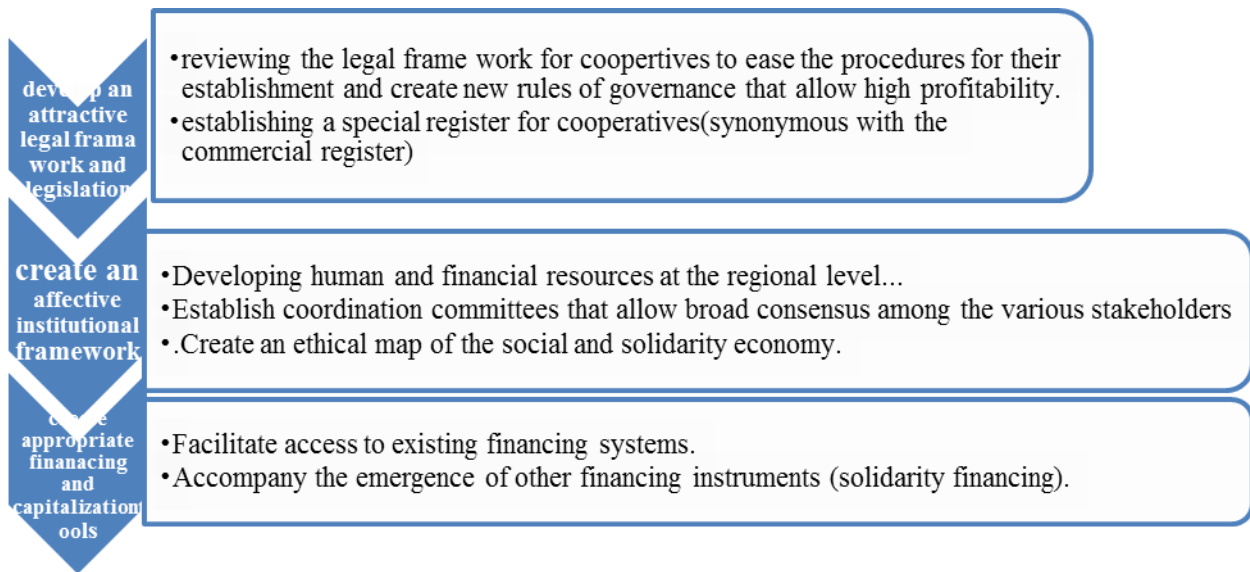 develop an
attractive
legal frama
work and
legislation
•reviewing the legal frame work for coopertives to ease the procedures for their
establishment and create new rules of governance that allow high profitability.
•establishing a special register for cooperatives(synonymous with the
commercial register)
create an
affective
institutional
framework
•Developing human and financial resources at the regional level...
•Establish coordination committees that allow broad consensus among the various stakeholders
•.Create an ethical map of the social and solidarity economy.
appropriate
finanacing
and
capitalization
ools
•Facilitate access to existing financing systems.
•Accompany the emergence of other financing instruments (solidarity financing).